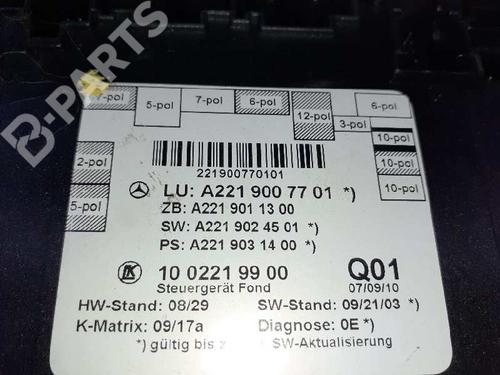 B-PARTS
7-pol
5-pol
7-pol
6-pol
12-pol
3-pol
6-pol
10-pol
10-pol
10-pol
2-pol
5-pol
221900770101
LU: A221 900 77 01 *)
ZB: A221 901 13 00
SW: A221 902 45 01 *)
PS: A221 903 14 00 *)
10 0221 99 00
Q01
Steuergerät Fond
07/09/10
HW-Stand: 08/29
SW-Stand: 09/21/03 *)
K-Matrix: 09/17a
Diagnose: 0E *)
*) gültig bis SW-Aktualisierung